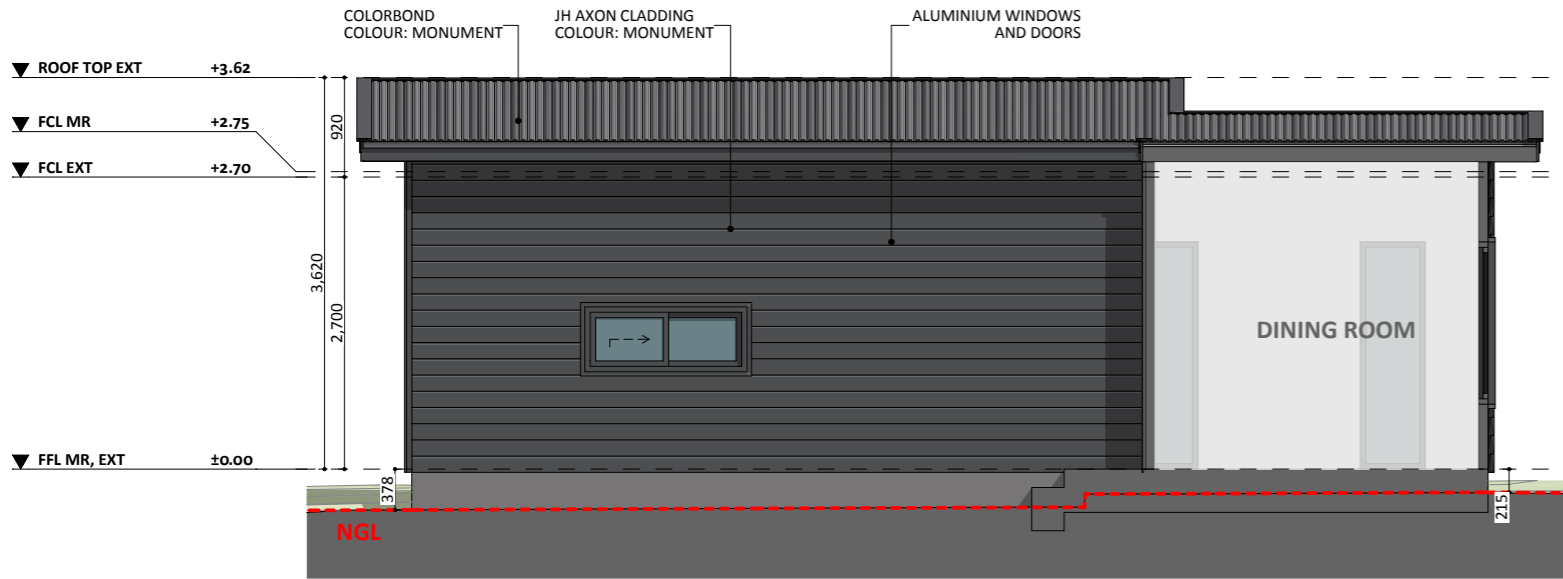 COLORBOND
COLOUR: MONUMENT
JH AXON CLADDING
COLOUR: MONUMENT
ALUMINIUM WINDOWS
AND DOORS
ROOF TOP EXT +3.62
FCL MR +2.75
FCL EXT +2.70
920
3,620
2,700
DINING ROOM
FFL MR, EXT ±0.00
378
215
NGL